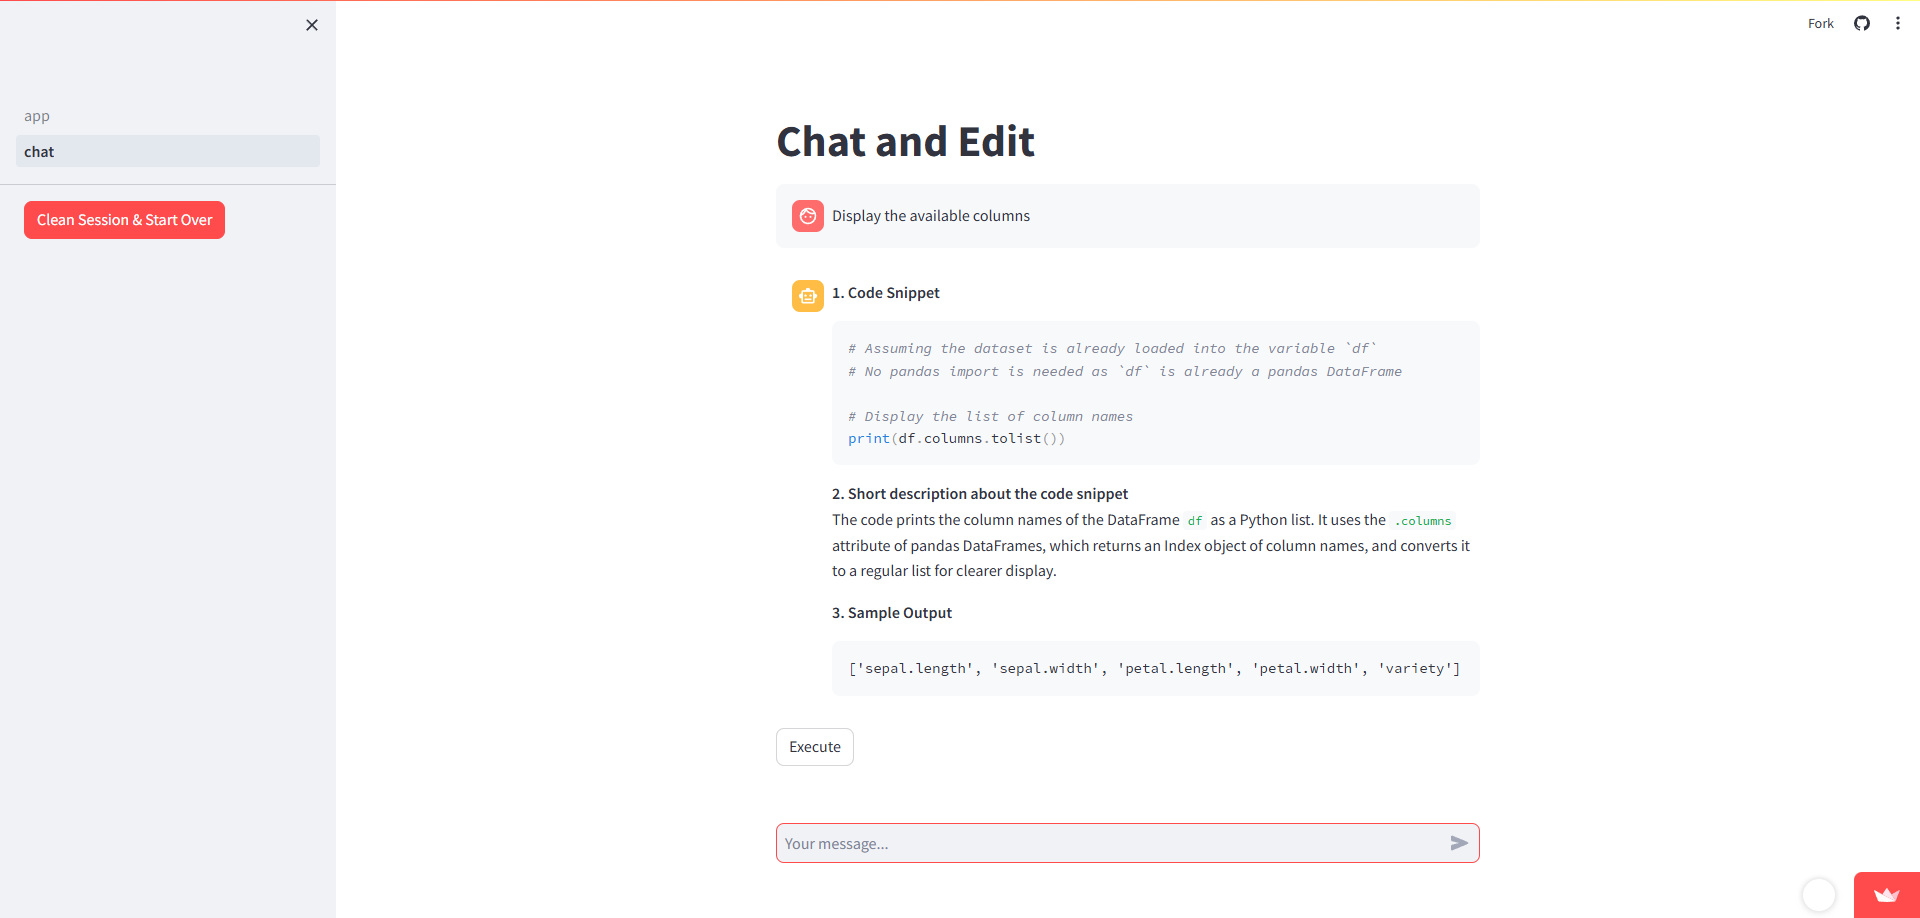 Fork
app
chat
Clean Session & Start Over
Chat and Edit
Display the available columns
1. Code Snippet
# Assuming the dataset is already loaded into the variable `df`
# No pandas import is needed as `df` is already a pandas DataFrame
# Display the list of column names
print(df.columns.tolist())
2. Short description about the code snippet
The code prints the column names of the DataFrame df as a Python list. It uses the .columns
attribute of pandas DataFrames, which returns an Index object of column names, and converts it
to a regular list for clearer display.
3. Sample Output
['sepal.length', 'sepal.width', 'petal.length', 'petal.width', 'variety']
Execute
Your message...